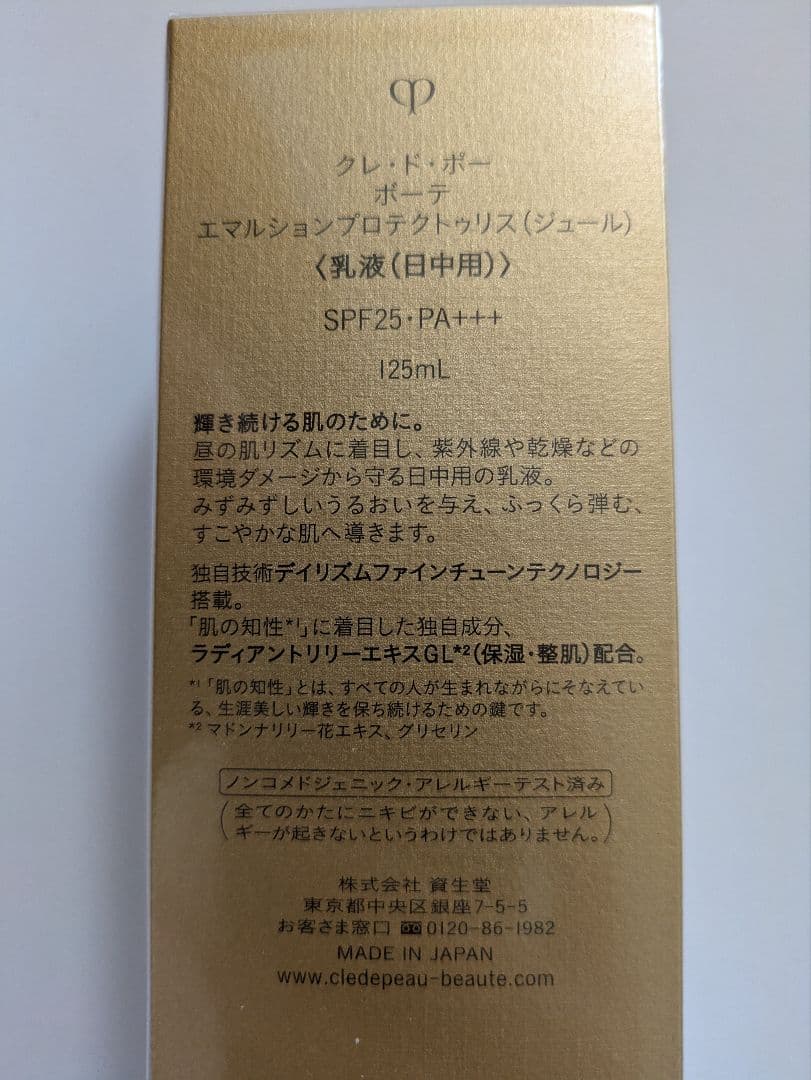 クレ・ド・ポー
ボーテ
エマルションプロテクトゥリス(ジュール)
〈乳液(日中用)〉
SPF25・PA+++
125mL
輝き続ける肌のために。
昼の肌リズムに着目し、紫外線や乾燥などの
環境ダメージから守る日中用の乳液。
みずみずしいうるおいを与え、ふっくら弾む、
すこやかな肌へ導きます。
独自技術デイリズムファインチューンテクノロジー
搭載。
「肌の知性*1」に着目した独自成分、
ラディアントリリーエキスGL*2(保湿・整肌)配合。
*1「肌の知性」とは、すべての人が生まれながらにそなえてい
る、生涯美しい輝きを保ち続けるための鍵です。
*2 マドンナリリー花エキス、グリセリン
ノンコメドジェニック・アレルギーテスト済み
(全てのかたにニキビができない、アレル
ギーが起きないというわけではありません。)
株式会社 資生堂
東京都中央区銀座7-5-5
お客さま窓口 0120-86-1982
MADE IN JAPAN
www.cledepeau-beaute.com